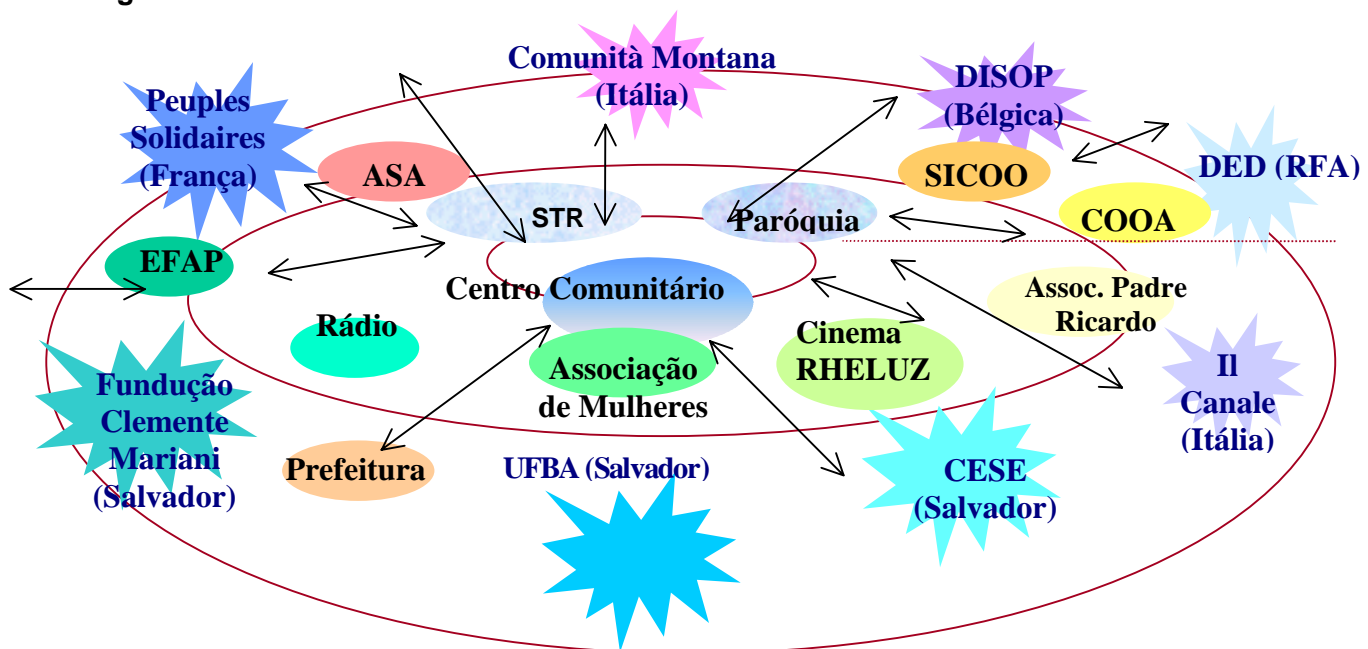 g
Comunità Montana
(Itália)
DISOP
(Bélgica)
Peuples
Solidaires
(França)
DED (RFA)
ASA
SICOO
STR
Paróquia
COOA
EFAP
Centro Comunitário
Assoc. Padre
Ricardo
Rádio
Cinema
RHELUZ
Associação
de Mulheres
Il
Canale
(Itália)
Fundução
Clemente
Mariani
(Salvador)
Prefeitura
UFBA (Salvador)
CESE
(Salvador)